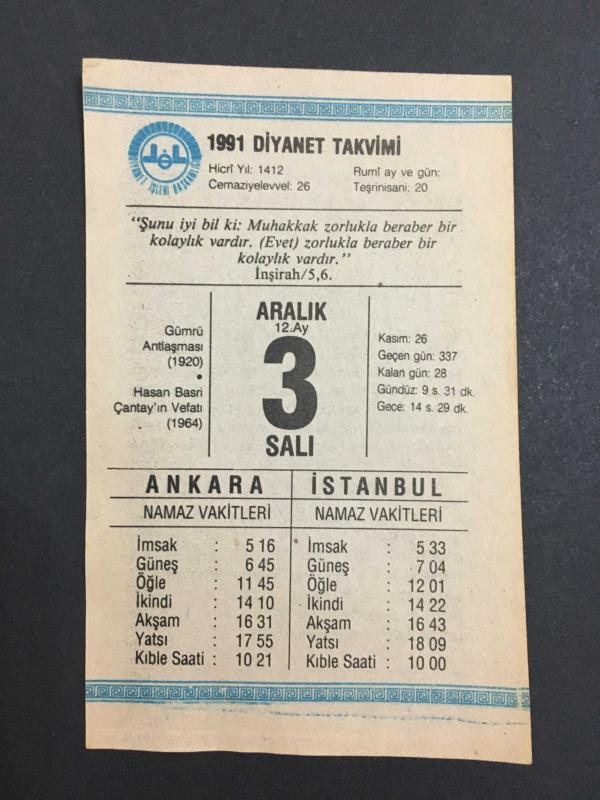 1991 DİYANET TAKVİMİ
DİYANET İŞLERİ BAŞKANLIĞI
Hicrî Yıl: 1412
Cemaziyelevvel: 26
Rumî ay ve gün:
Teşrinisani: 20
“Şunu iyi bil ki: Muhakkak zorlukla beraber bir
kolaylık vardır. (Evet) zorlukla beraber bir
kolaylık vardır.”
İnşirah/5,6.
Gümrü
Antlaşması
(1920)
•
Hasan Basri
Çantay'ın Vefatı
(1964)
ARALIK
12.Ay
3
SALI
Kasım: 26
Geçen gün: 337
Kalan gün: 28
Gündüz: 9 s. 31 dk.
Gece: 14 s. 29 dk.
ANKARA
NAMAZ VAKİTLERİ
İmsak : 5 16
Güneş : 6 45
Öğle : 11 45
İkindi : 14 10
Akşam : 16 31
Yatsı : 17 55
Kıble Saati : 10 21
İSTANBUL
NAMAZ VAKİTLERİ
İmsak : 5 33
Güneş : 7 04
Öğle : 12 01
İkindi : 14 22
Akşam : 16 43
Yatsı : 18 09
Kıble Saati : 10 00